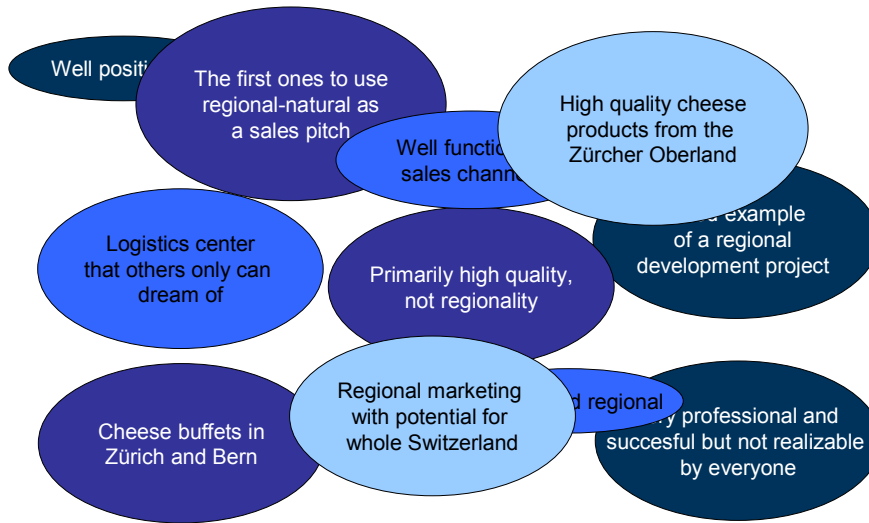 Well
The first ones to use
regional-natural as
a sales pitch
High quality cheese
products from the
Zürcher Oberland
Well
sales
Logistics center
that others only can
dream of
Primarily high quality,
not regionality
example
of a regional
development project
Cheese buffets in
Zürich and Bern
Regional marketing
with potential for
whole Switzerland
regional
professional and
succesful but not realizable
by everyone